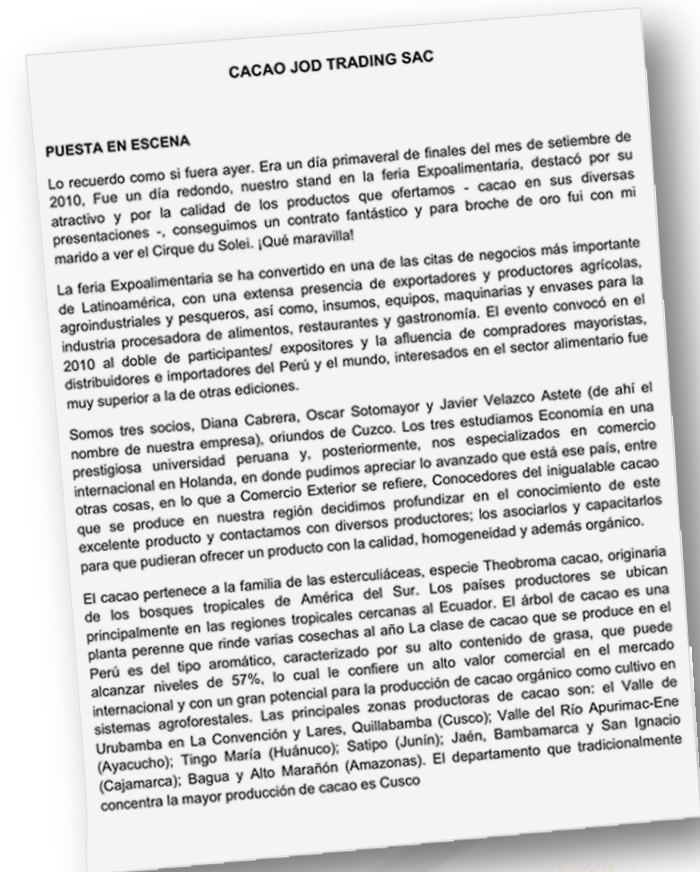 CACAO JOD TRADING SAC
PUESTA EN ESCENA
Lo recuerdo como si fuera ayer. Era un día primaveral de finales del mes de setiembre de
2010, Fue un día redondo, nuestro stand en la feria Expoalimentaria, destacó por su
atractivo y por la calidad de los productos que ofertamos - cacao en sus diversas
presentaciones -, conseguimos un contrato fantástico y para broche de oro fui con mi
marido a ver el Cirque du Solei. ¡Qué maravilla!
La feria Expoalimentaria se ha convertido en una de las citas de negocios más importante
de Latinoamérica, con una extensa presencia de exportadores y productores agrícolas,
agroindustriales y pesqueros, así como, insumos, equipos, maquinarias y envases para la
industria procesadora de alimentos, restaurantes y gastronomía. El evento convocó en el
2010 al doble de participantes/ expositores y la afluencia de compradores mayoristas,
distribuidores e importadores del Perú y el mundo, interesados en el sector alimentario fue
muy superior a la de otras ediciones.
Somos tres socios, Diana Cabrera, Oscar Sotomayor y Javier Velazco Astete (de ahí el
nombre de nuestra empresa), oriundos de Cuzco. Los tres estudiamos Economía en una
prestigiosa universidad peruana y, posteriormente, nos especializados en comercio
internacional en Holanda, en donde pudimos apreciar lo avanzado que está ese país, entre
otras cosas, en lo que a Comercio Exterior se refiere, Conocedores del inigualable cacao
que se produce en nuestra región decidimos profundizar en el conocimiento de este
excelente producto y contactamos con diversos productores; los asociarlos y capacitarlos
para que pudieran ofrecer un producto con la calidad, homogeneidad y además orgánico.
El cacao pertenece a la familia de las esterculiáceas, especie Theobroma cacao, originaria
de los bosques tropicales de América del Sur. Los países productores se ubican
principalmente en las regiones tropicales cercanas al Ecuador. El árbol de cacao es una
planta perenne que rinde varias cosechas al año La clase de cacao que se produce en el
Perú es del tipo aromático, caracterizado por su alto contenido de grasa, que puede
alcanzar niveles de 57%, lo cual le confiere un alto valor comercial en el mercado
internacional y con un gran potencial para la producción de cacao orgánico como cultivo en
sistemas agroforestales. Las principales zonas productoras de cacao son: el Valle de
Urubamba en La Convención y Lares, Quillabamba (Cusco); Valle del Río Apurimac-Ene
(Ayacucho); Tingo María (Huánuco); Satipo (Junín); Jaén, Bambamarca y San Ignacio
(Cajamarca); Bagua y Alto Marañón (Amazonas). El departamento que tradicionalmente
concentra la mayor producción de cacao es Cusco